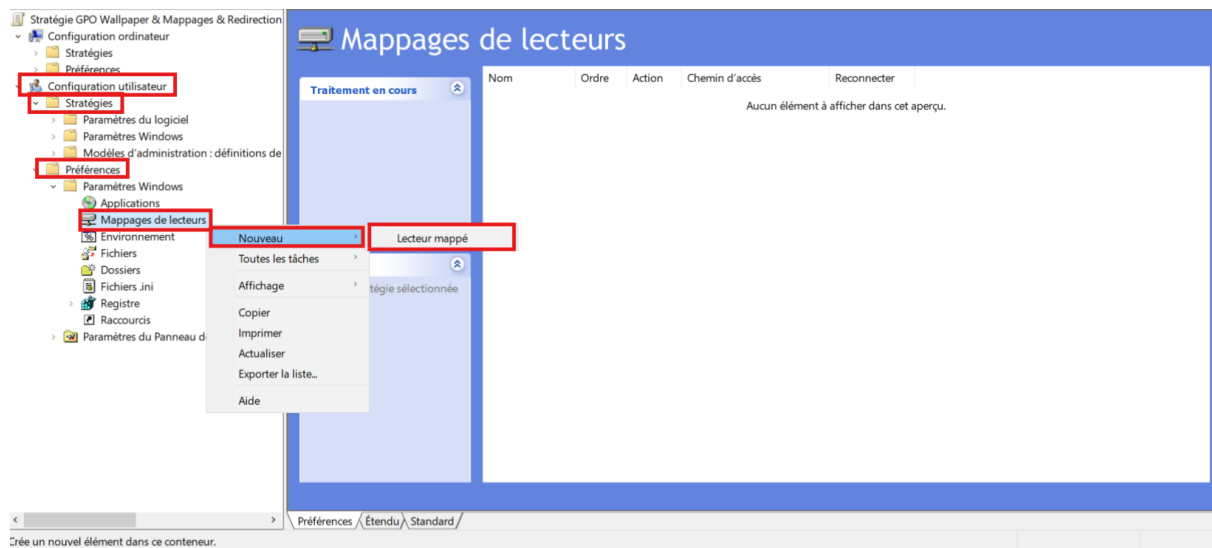 Stratégie GPO Wallpaper & Mappages & Redirection
Configuration ordinateur
Stratégies
Préférences
Configuration utilisateur
Stratégies
Paramètres du logiciel
Paramètres Windows
Modèles d'administration : définitions de
Préférences
Paramètres Windows
Applications
Mappages de lecteurs
Environnement
Fichiers
Dossiers
Fichiers .ini
Registre
Raccourcis
Paramètres du Panneau d
Nouveau
Toutes les tâches
Affichage
Copier
Imprimer
Actualiser
Exporter la liste...
Aide
Lecteur mappé
Mappages de lecteurs
Traitement en cours
tégie sélectionnée
Nom Ordre Action Chemin d'accès Reconnecter
Aucun élément à afficher dans cet aperçu.
Préférences Étendu Standard
Crée un nouvel élément dans ce conteneur.